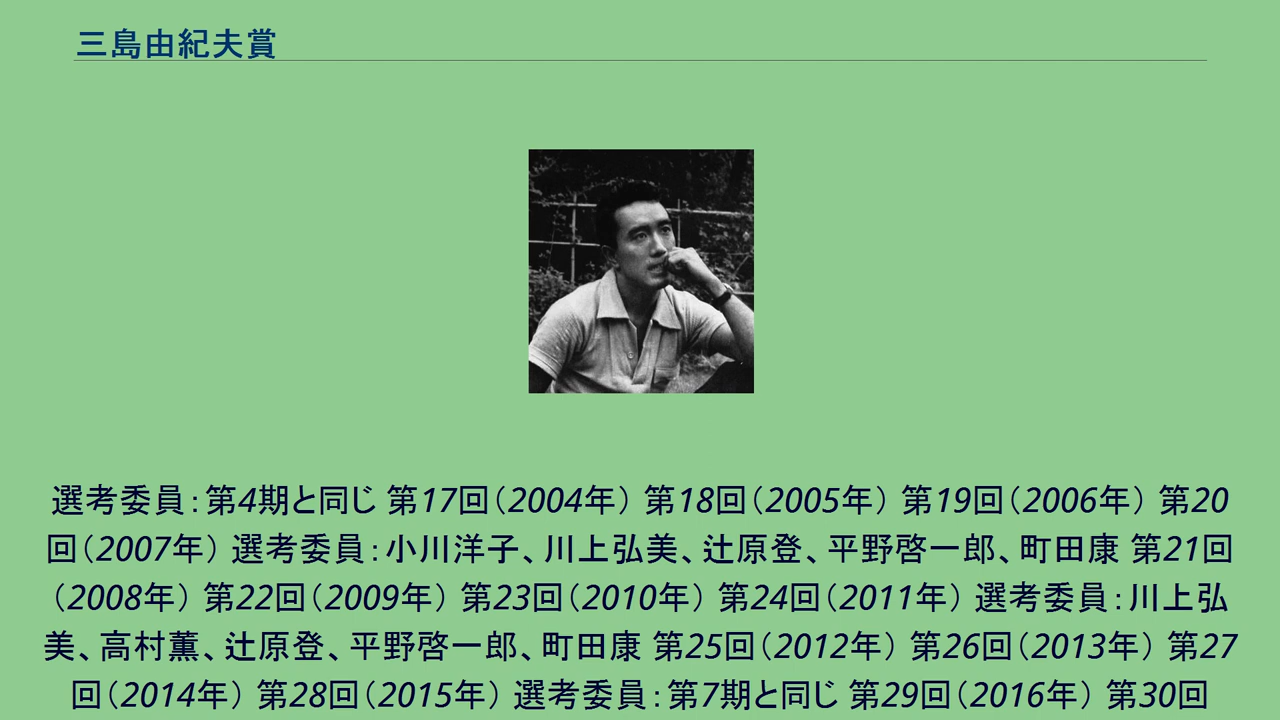 三島由紀夫賞
選考委員：第4期と同じ 第17回（2004年） 第18回（2005年） 第19回（2006年） 第20
回（2007年） 選考委員：小川洋子、川上弘美、辻原登、平野啓一郎、町田康 第21回
（2008年） 第22回（2009年） 第23回（2010年） 第24回（2011年） 選考委員：川上弘
美、高村薫、辻原登、平野啓一郎、町田康 第25回（2012年） 第26回（2013年） 第27
回（2014年） 第28回（2015年） 選考委員：第7期と同じ 第29回（2016年） 第30回